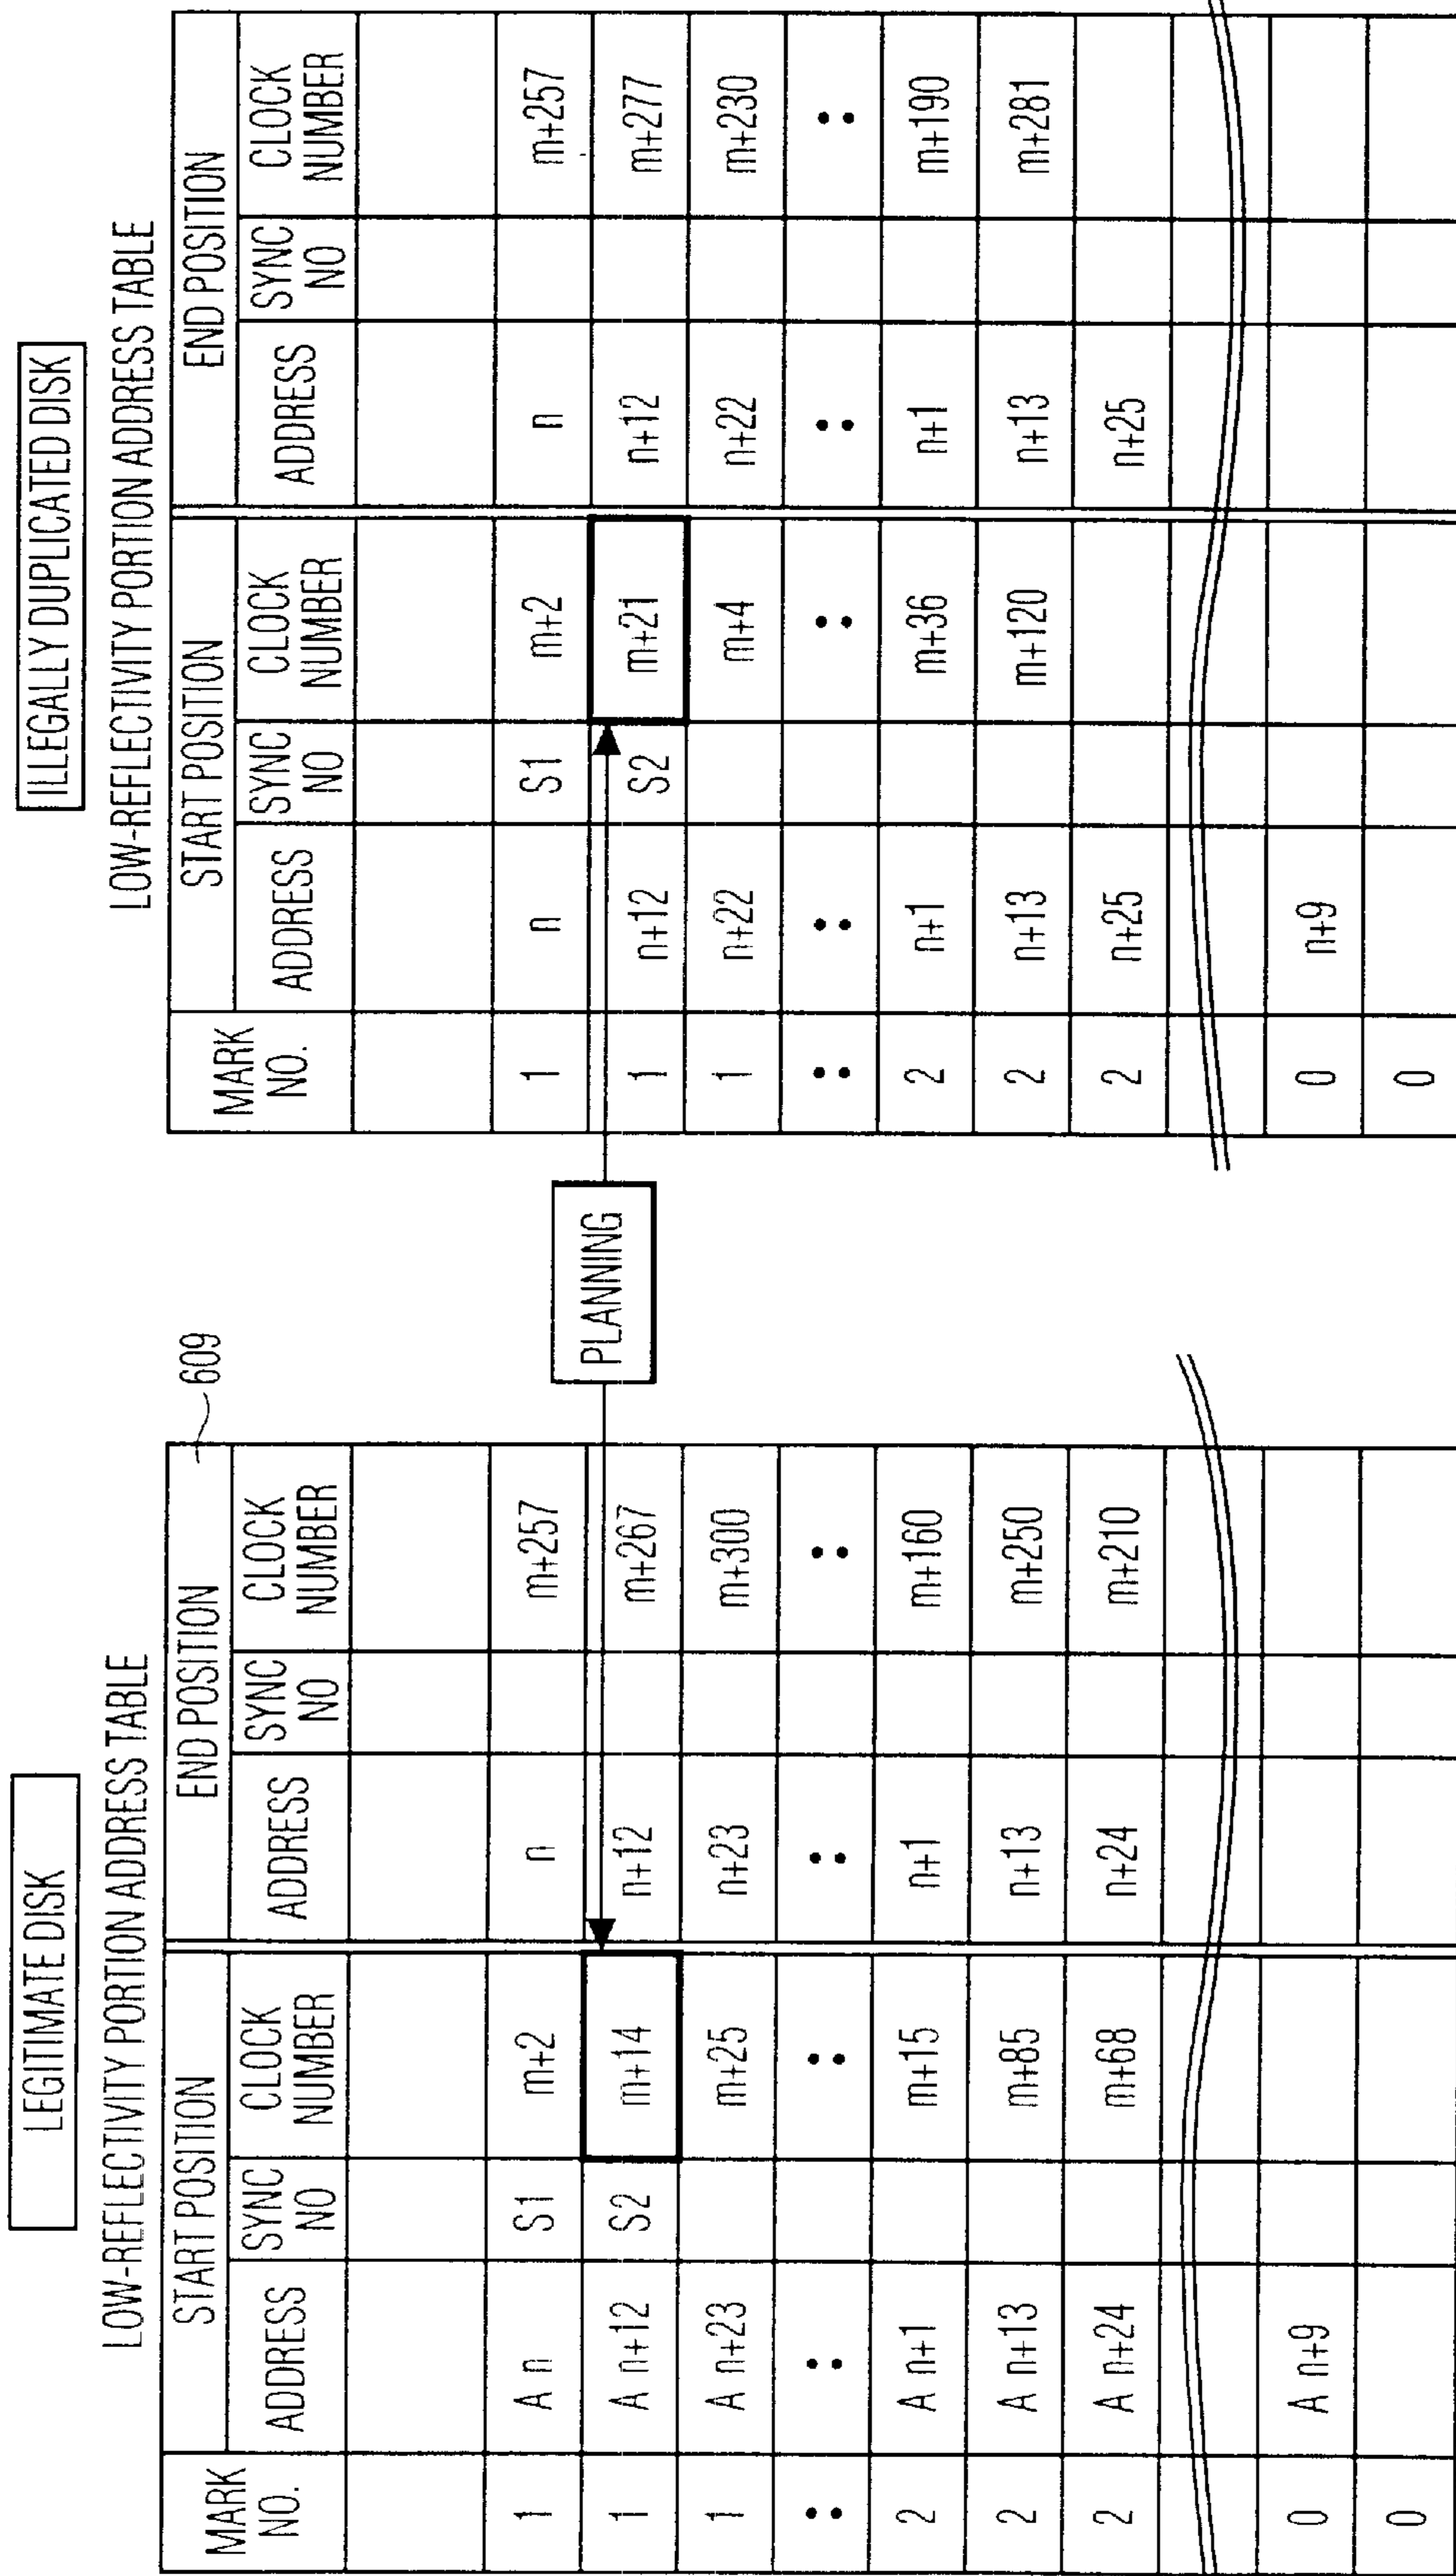 LEGITIMATE DISK
LOW-REFLECTIVITY PORTION ADDRESS TABLE
609
MARK NO. START POSITION END POSITION
ADDRESS SYNC NO CLOCK NUMBER ADDRESS SYNC NO CLOCK NUMBER
1 A n S1 m+2 n m+257
1 A n+12 S2 m+14 n+12 m+267
1 A n+23 m+25 n+23 m+300
: : : : :
2 A n+1 m+15 n+1 m+160
2 A n+13 m+85 n+13 m+250
2 A n+24 m+68 n+24 m+210
0 A n+9
0
PLANNING
ILLEGALLY DUPLICATED DISK
LOW-REFLECTIVITY PORTION ADDRESS TABLE
MARK NO. START POSITION END POSITION
ADDRESS SYNC NO CLOCK NUMBER ADDRESS SYNC NO CLOCK NUMBER
1 n S1 m+2 n m+257
1 n+12 S2 m+21 n+12 m+277
1 n+22 m+4 n+22 m+230
: : : : :
2 n+1 m+36 n+1 m+190
2 n+13 m+120 n+13 m+281
2 n+25 n+25
0 n+9
0